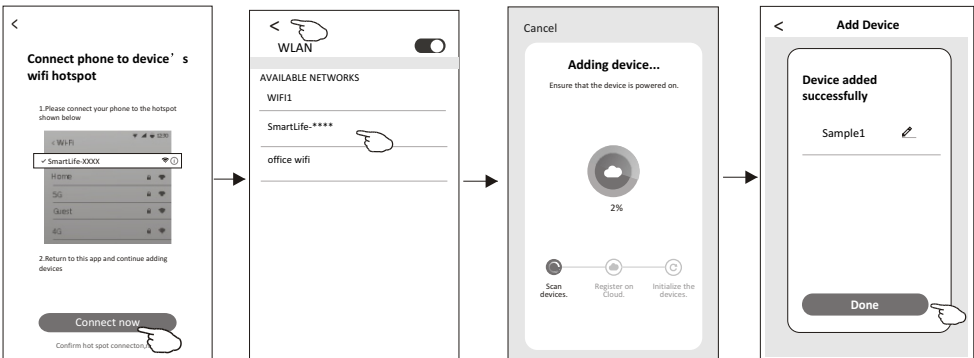 <
Connect phone to device's
wifi hotspot
1.Please connect your phone to the hotspot
shown below
< Wi-Fi
12:30
✓ SmartLife-XXXX
Home
5G
Guest
4G
2.Return to this app and continue adding
devices
Connect now
Confirm hot spot connecton,
<
WLAN
AVAILABLE NETWORKS
WIFI1
SmartLife-****
office wifi
Cancel
Adding device...
Ensure that the device is powered on.
2%
Scan
devices.
Register on
Cloud.
Initialize the
devices.
< Add Device
Device added
successfully
Sample1
Done